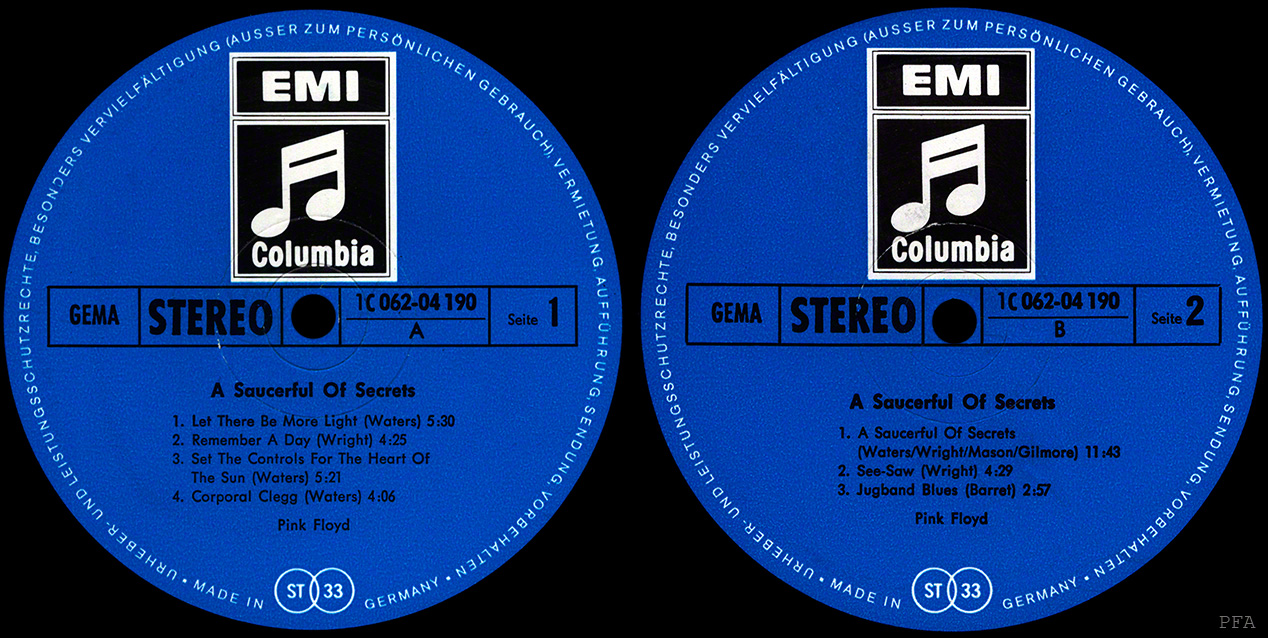 URHEBER- UND LEISTUNGSSCHUTZRECHTE, BESONDERS VERVIELFÄLTIGUNG (AUSSER ZUM PERSÖNLICHEN GEBRAUCH), VERMIETUNG, AUFFÜHRUNG, SENDUNG, VORBEHALTEN •
EMI
Columbia
GEMA STEREO 1C 062-04 190 Seite 1
A
A Saucerful Of Secrets
1. Let There Be More Light (Waters) 5:30
2. Remember A Day (Wright) 4:25
3. Set The Controls For The Heart Of
The Sun (Waters) 5:21
4. Corporal Clegg (Waters) 4:06
Pink Floyd
• MADE IN ST 33 GERMANY
URHEBER- UND LEISTUNGSSCHUTZRECHTE, BESONDERS VERVIELFÄLTIGUNG (AUSSER ZUM PERSÖNLICHEN GEBRAUCH), VERMIETUNG, AUFFÜHRUNG, SENDUNG, VORBEHALTEN •
EMI
Columbia
GEMA STEREO 1C 062-04 190 Seite 2
B
A Saucerful Of Secrets
1. A Saucerful Of Secrets
(Waters/Wright/Mason/Gilmore) 11:43
2. See-Saw (Wright) 4:29
3. Jugband Blues (Barret) 2:57
Pink Floyd
• MADE IN ST 33 GERMANY
PFA